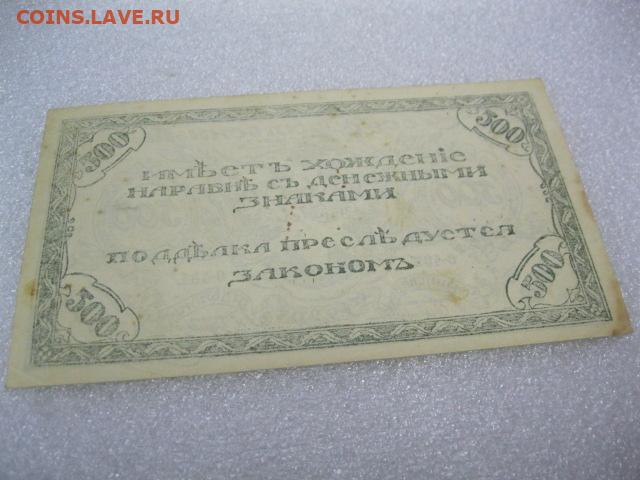 COINS.LAVE.RU
500 500
ИМѢЕТЪ ХОЖДЕНІЕ
НАРАВНѢ СЪ ДЕНЕЖНЫМИ
ЗНАКАМИ
ПОДДѢЛКА ПРЕСЛѢДУЕТСЯ
ЗАКОНОМЪ
500 500